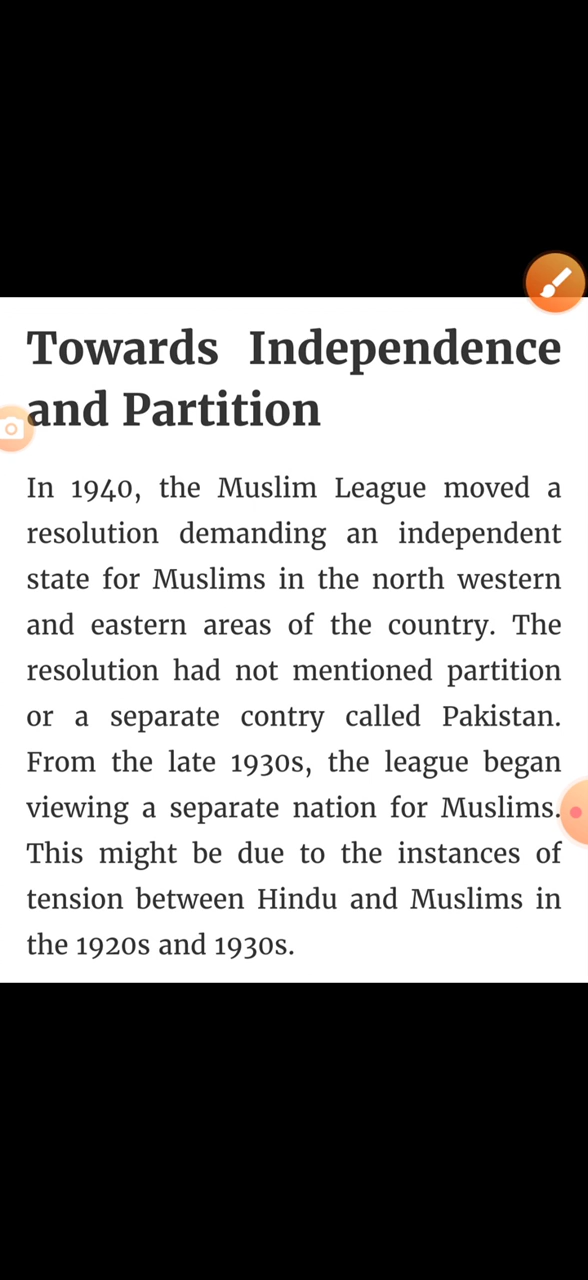 Towards Independence
and Partition
In 1940, the Muslim League moved a
resolution demanding an independent
state for Muslims in the north western
and eastern areas of the country. The
resolution had not mentioned partition
or a separate contry called Pakistan.
From the late 1930s, the league began
viewing a separate nation for Muslims.
This might be due to the instances of
tension between Hindu and Muslims in
the 1920s and 1930s.